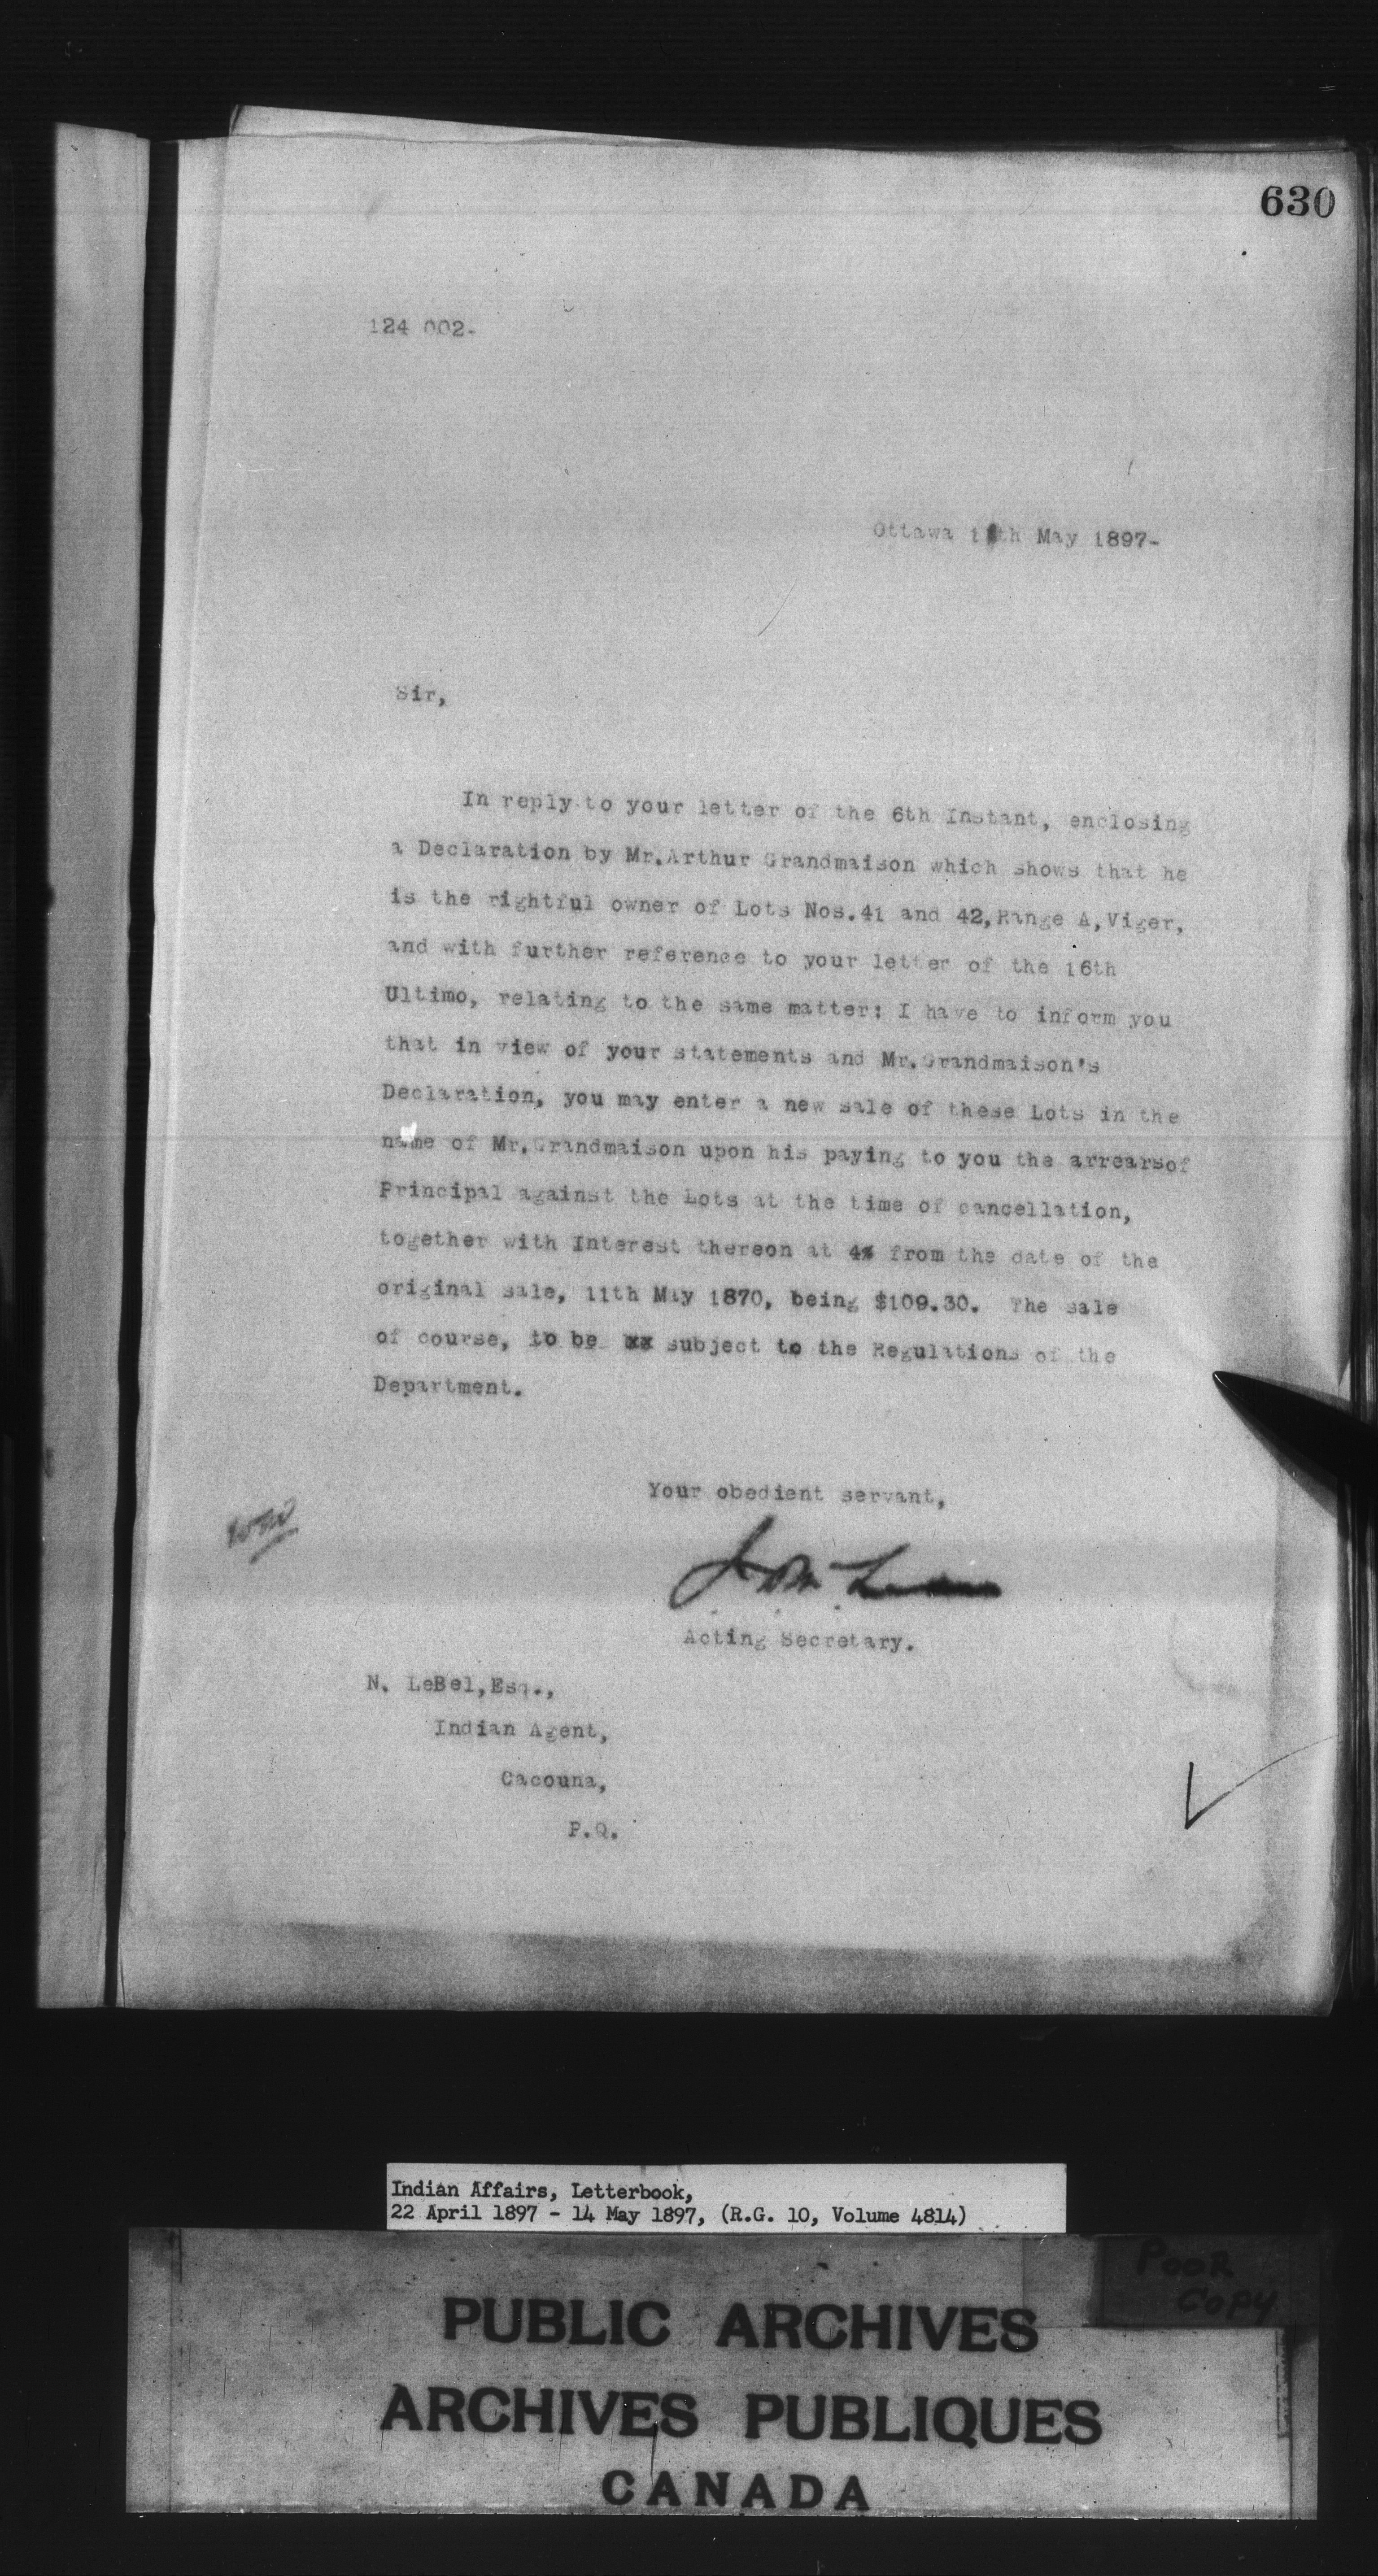 630
124 002-
Ottawa 1 th May 1897-
Sir,
In reply to your letter of the 6th Instant, enclosing
a Declaration by Mr.Arthur Grandmaison which shows that he
is the rightful owner of Lots Nos.41 and 42,Range A,Viger,
and with further reference to your letter of the 16th
Ultimo, relating to the same matter: I have to inform you
that in view of your statements and Mr.Grandmaison's
Declaration, you may enter a new sale of these Lots in the
name of Mr.Grandmaison upon his paying to you the arrearsof
Principal against the Lots at the time of cancellation,
together with Interest thereon at 4% from the date of the
original sale, 11th May 1870, being $109.30. The sale
of course, to be xx subject to the Regulations of the
Department.
Your obedient servant,
Acting Secretary.
N. LeBel,Esq.,
Indian Agent,
Cacouna,
P.Q.
Indian Affairs, Letterbook,
22 April 1897 - 14 May 1897, (R.G. 10, Volume 4814)
POOR
COPY
PUBLIC ARCHIVES
ARCHIVES PUBLIQUES
CANADA